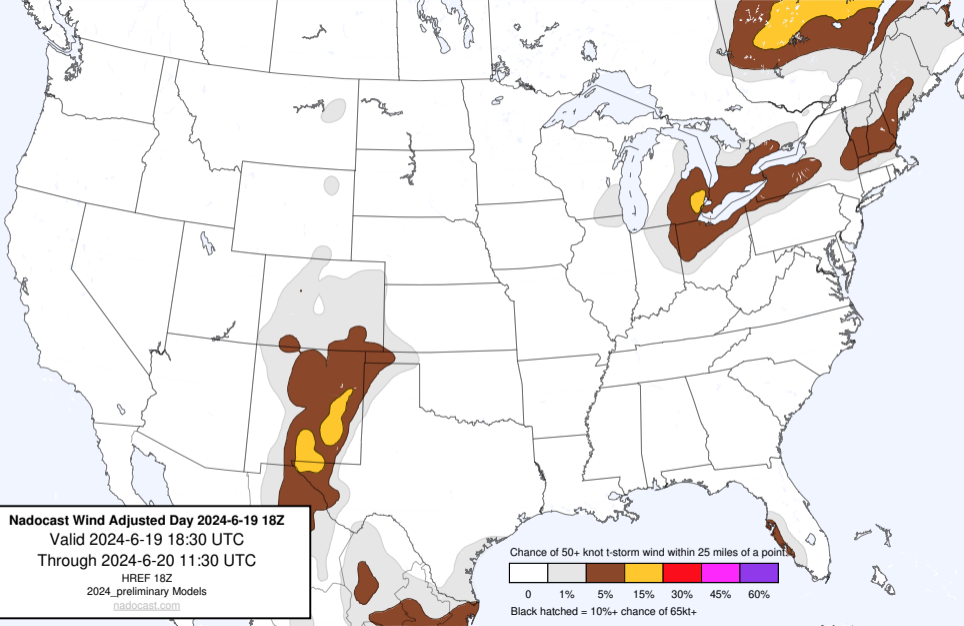 Nadocast Wind Adjusted Day 2024-6-19 18Z
Valid 2024-6-19 18:30 UTC
Through 2024-6-20 11:30 UTC
HREF 18Z
2024_preliminary Models
nadocast.com
Chance of 50+ knot t-storm wind within 25 miles of a point.
0 1% 5% 15% 30% 45% 60%
Black hatched = 10%+ chance of 65kt+